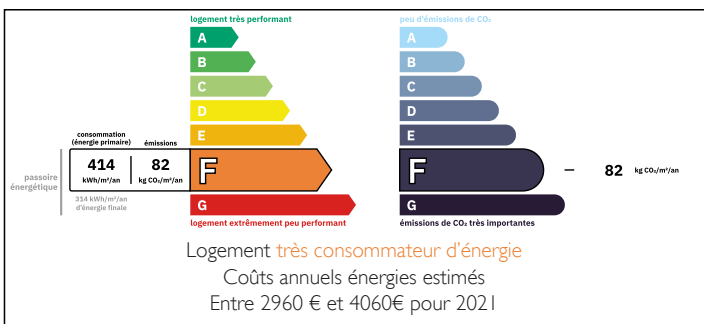 logement très performant
A
B
C
D
E
consommation
(énergie primaire)
émissions
414
kWh/m²/an
82
kg CO₂/m²/an
F
passoire
énergétique
314 kWh/m²/an
d'énergie finale
G
logement extrêmement peu performant
peu d'émissions de CO₂
A
B
C
D
E
F
82 kg CO₂/m²/an
G
émissions de CO₂ très importantes
Logement très consommateur d'énergie
Coûts annuels énergies estimés
Entre 2960 € et 4060€ pour 2021